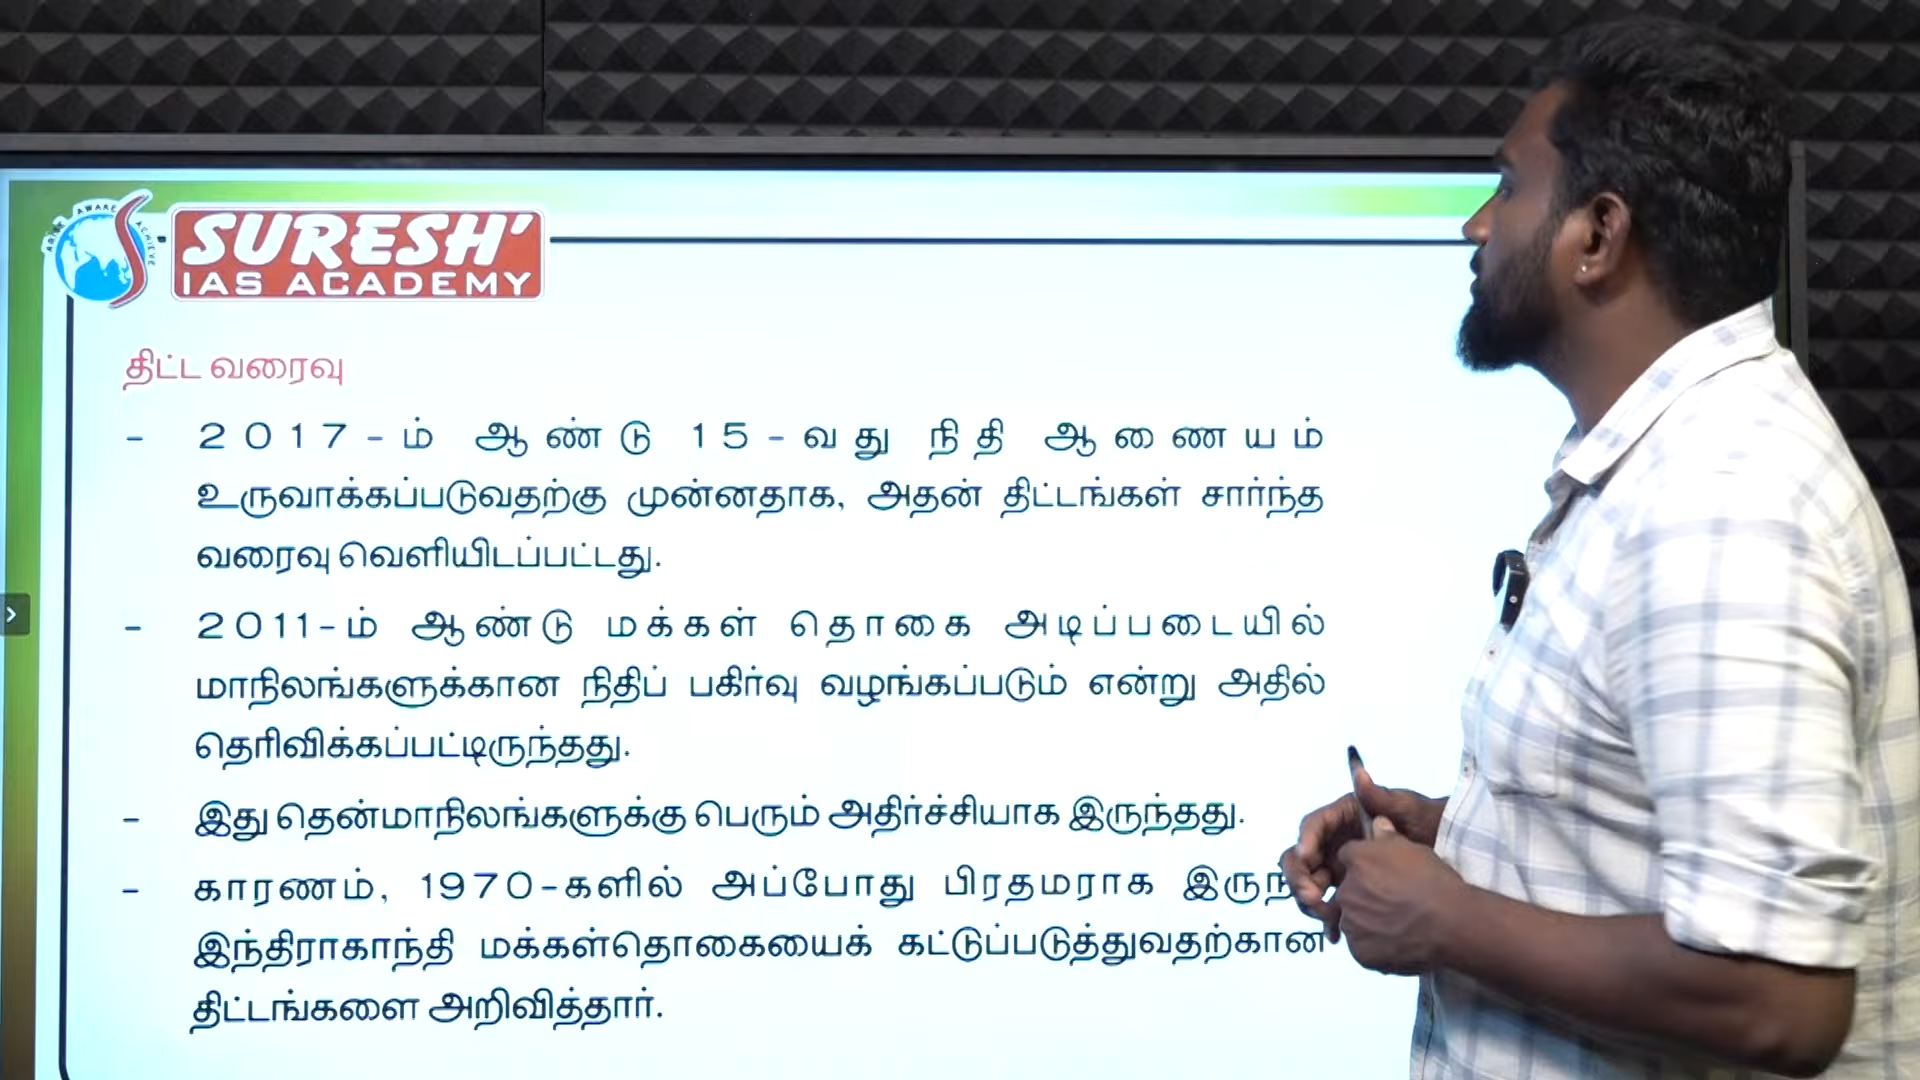 ARISE AWAKE ACHIEVE
SURESH'
IAS ACADEMY
திட்ட வரைவு
- 2017-ம் ஆண்டு 15-வது நிதி ஆணையம்
உருவாக்கப்படுவதற்கு முன்னதாக, அதன் திட்டங்கள் சார்ந்த
வரைவு வெளியிடப்பட்டது.
- 2011-ம் ஆண்டு மக்கள் தொகை அடிப்படையில்
மாநிலங்களுக்கான நிதிப் பகிர்வு வழங்கப்படும் என்று அதில்
தெரிவிக்கப்பட்டிருந்தது.
- இது தென்மாநிலங்களுக்கு பெரும் அதிர்ச்சியாக இருந்தது.
- காரணம், 1970-களில் அப்போது பிரதமராக
இந்திராகாந்தி மக்கள்தொகையைக் கட்டுப்படுத்துவதற்கான
திட்டங்களை அறிவித்தார்.